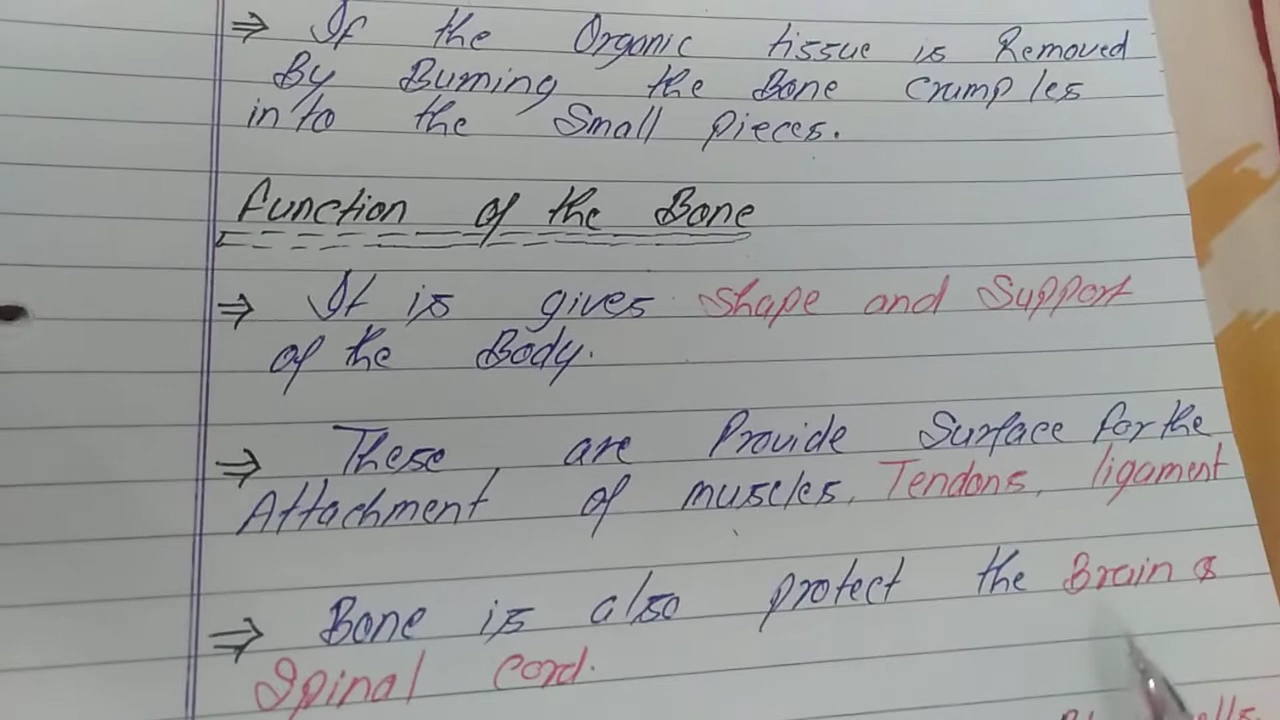 ⇒ If the Organic tissue is Removed
By Burning the Bone crumples
into the Small pieces.
Function of the Bone
⇒ It is gives Shape and Support
of the Body.
⇒ These are Provide Surface for the
Attachment of muscles, Tendons, ligament
⇒ Bone is also protect the Brain &
Spinal Cord.